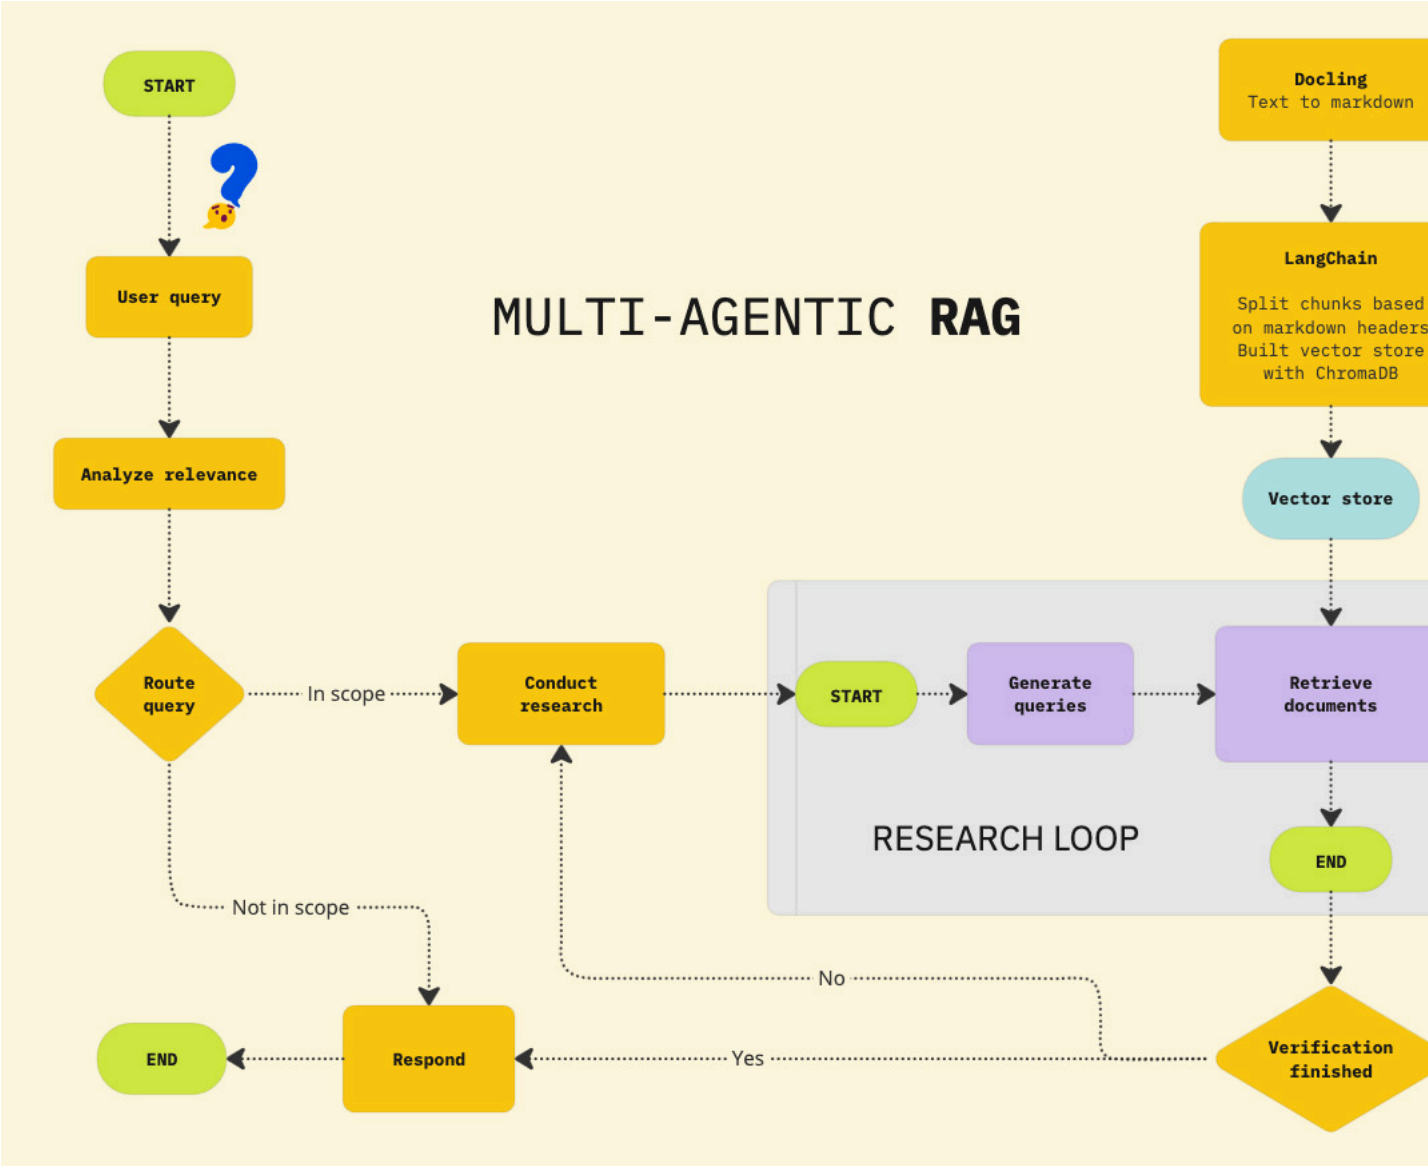 START
User query
Analyze relevance
Route
query
In scope
Not in scope
MULTI-AGENTIC RAG
Conduct
research
Docling
Text to markdown
LangChain
Split chunks based
on markdown headers
Built vector store
with ChromaDB
Vector store
START
Generate
queries
Retrieve
documents
RESEARCH LOOP
END
No
Yes
Verification
finished
Respond
END